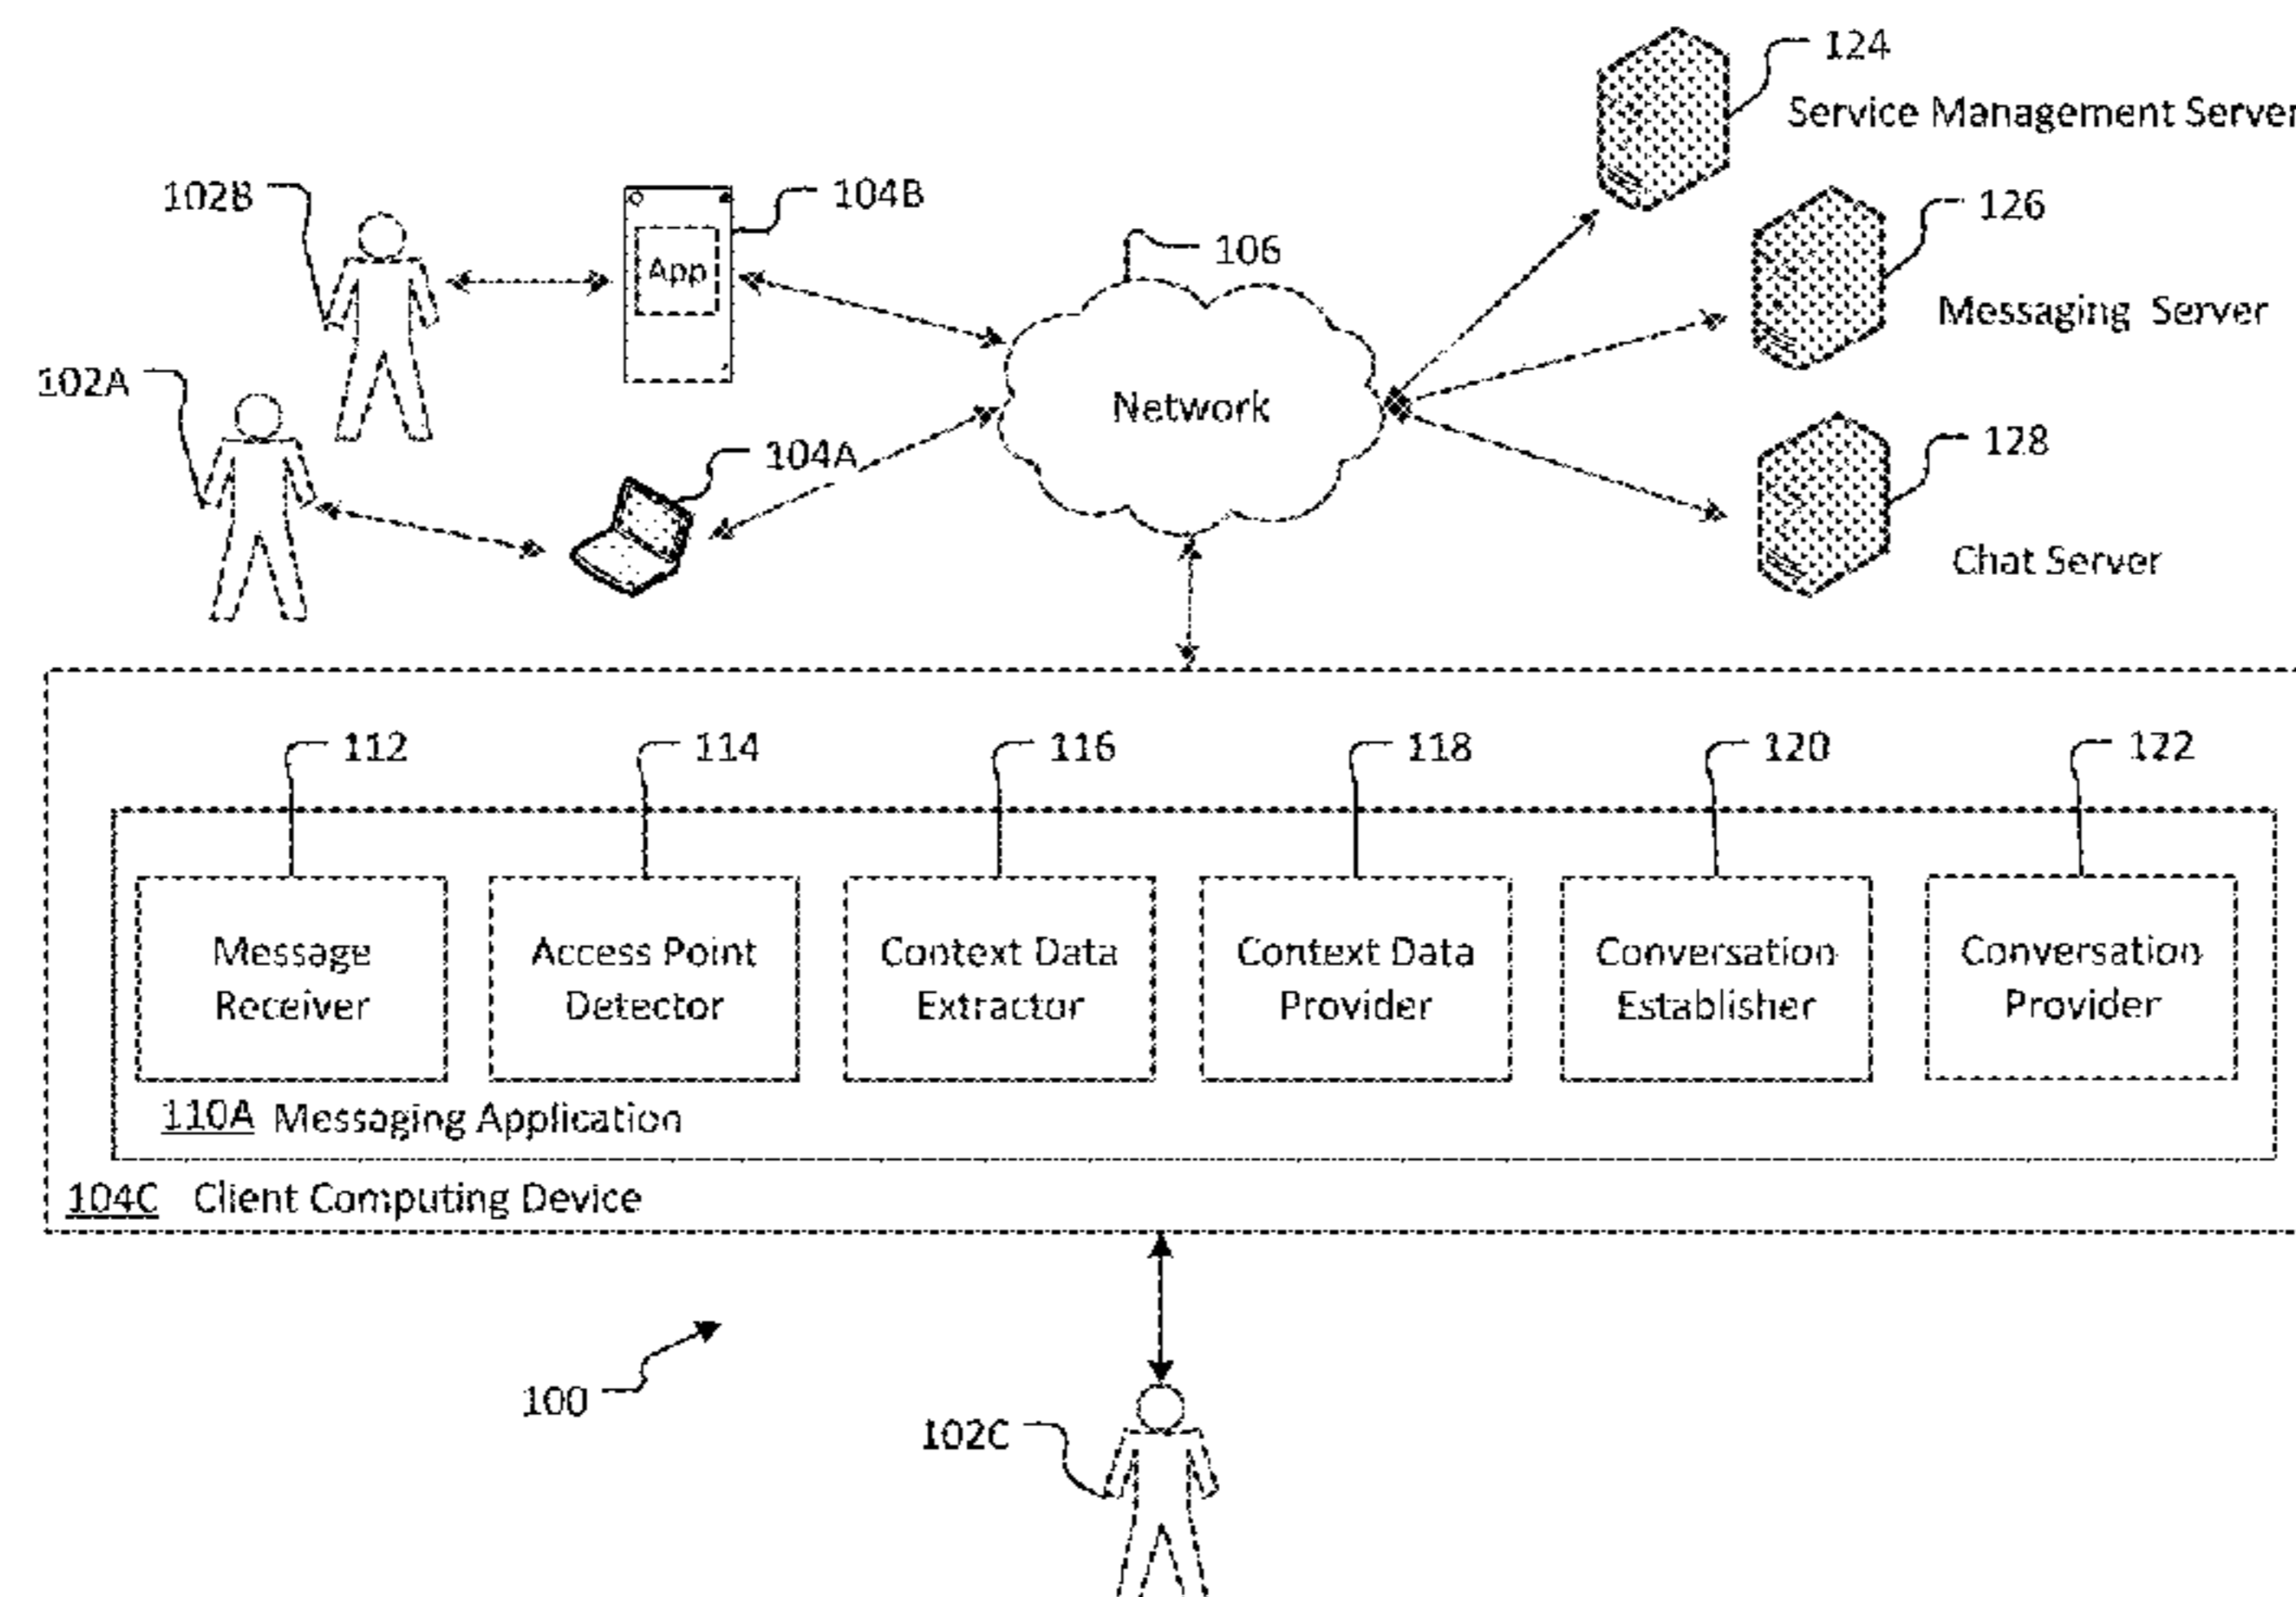 124
Service Management Server
102B
104B
App
126
Messaging Server
106
Network
102A
104A
128
Chat Server
112
114
116
118
120
122
Message
Receiver
Access Point
Detector
Context Data
Extractor
Context Data
Provider
Conversation
Establisher
Conversation
Provider
110A Messaging Application
104C Client Computing Device
100
102C